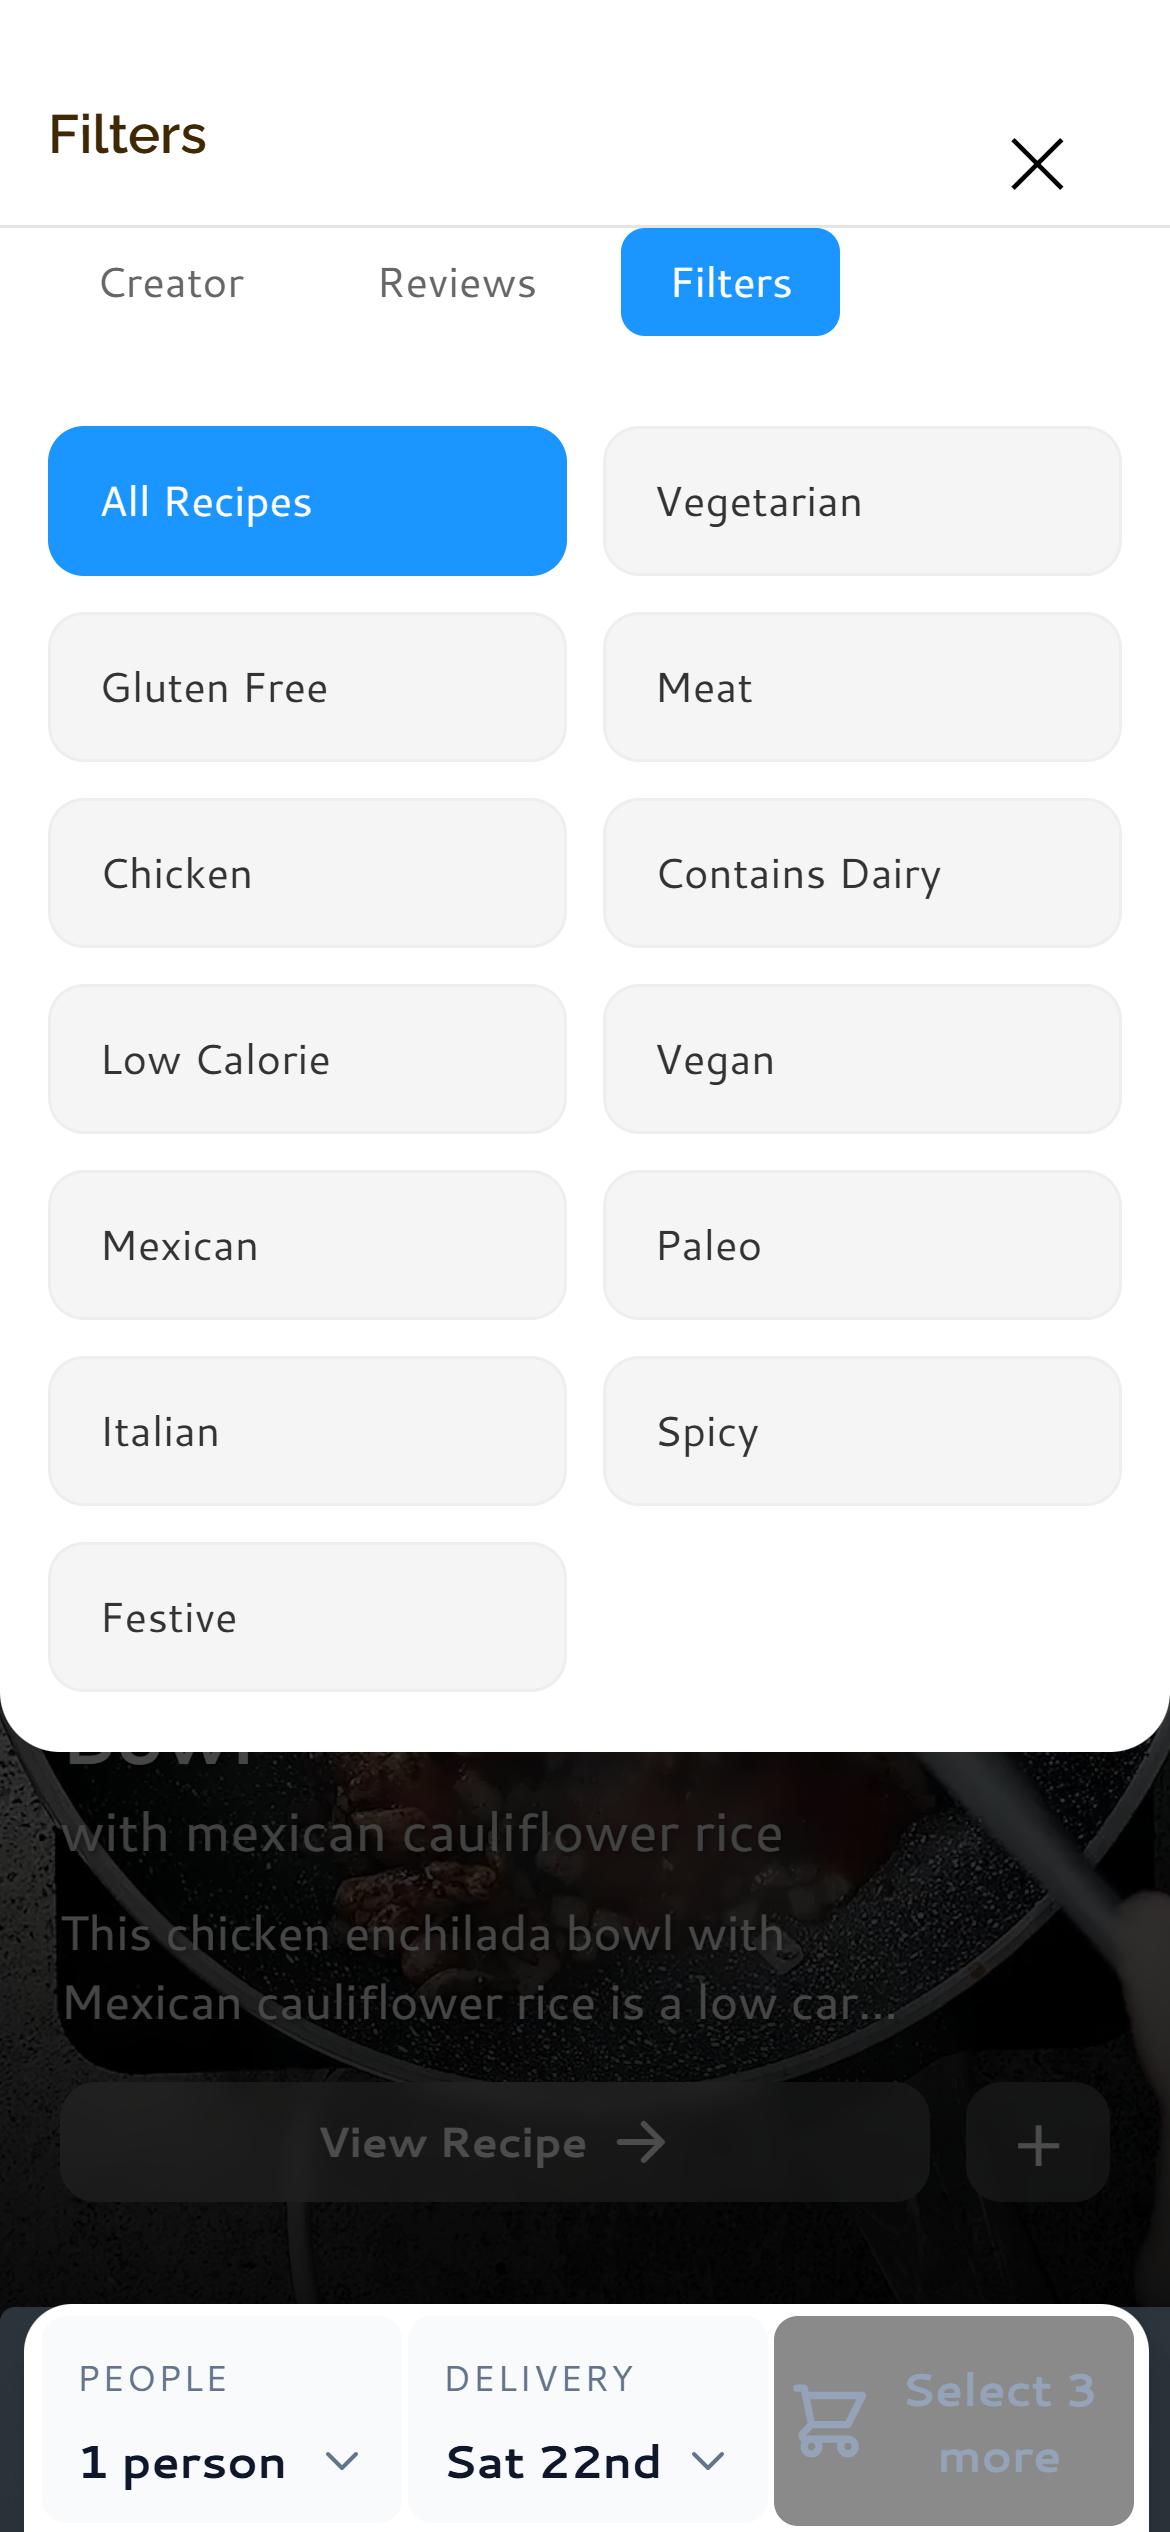 Filters
Creator
Reviews
Filters
All Recipes
Vegetarian
Gluten Free
Meat
Chicken
Contains Dairy
Low Calorie
Vegan
Mexican
Paleo
Italian
Spicy
Festive
Bowl
with mexican cauliflower rice
This chicken enchilada bowl with
Mexican cauliflower rice is a low car...
View Recipe
PEOPLE
1 person
DELIVERY
Sat 22nd
Select 3
more